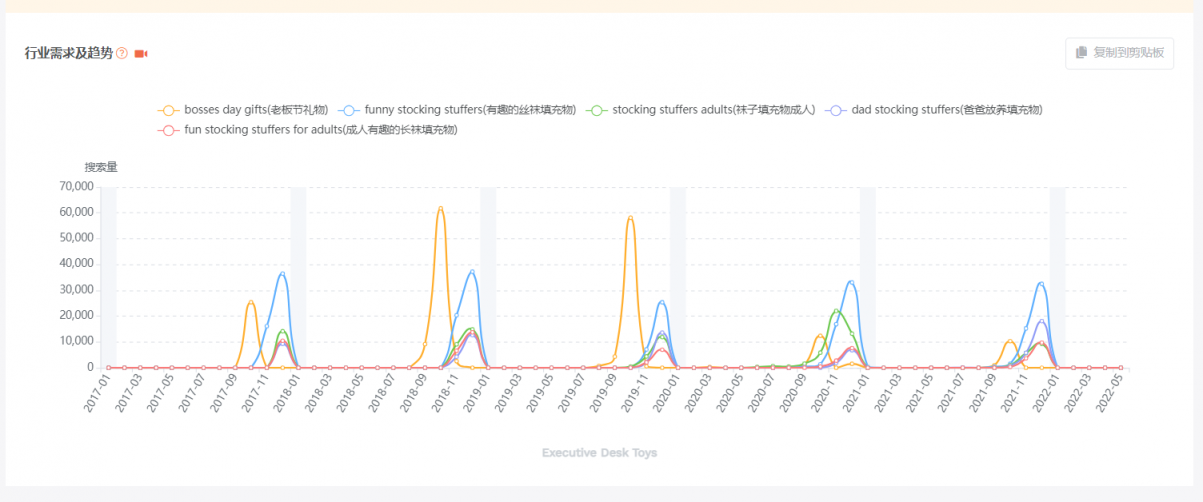 行业需求及趋势 ?
复制到剪贴板
bosses day gifts(老板节礼物) funny stocking stuffers(有趣的丝袜填充物) stocking stuffers adults(袜子填充物成人) dad stocking stuffers(爸爸放养填充物)
fun stocking stuffers for adults(成人有趣的长袜填充物)
搜索量
70,000
60,000
50,000
40,000
30,000
20,000
10,000
0
2017-01 2017-03 2017-05 2017-07 2017-09 2017-11 2018-01 2018-03 2018-05 2018-07 2018-09 2018-11 2019-01 2019-03 2019-05 2019-07 2019-09 2019-11 2020-01 2020-03 2020-05 2020-07 2020-09 2020-11 2021-01 2021-03 2021-05 2021-07 2021-09 2021-11 2022-01 2022-03 2022-05
Executive Desk Toys